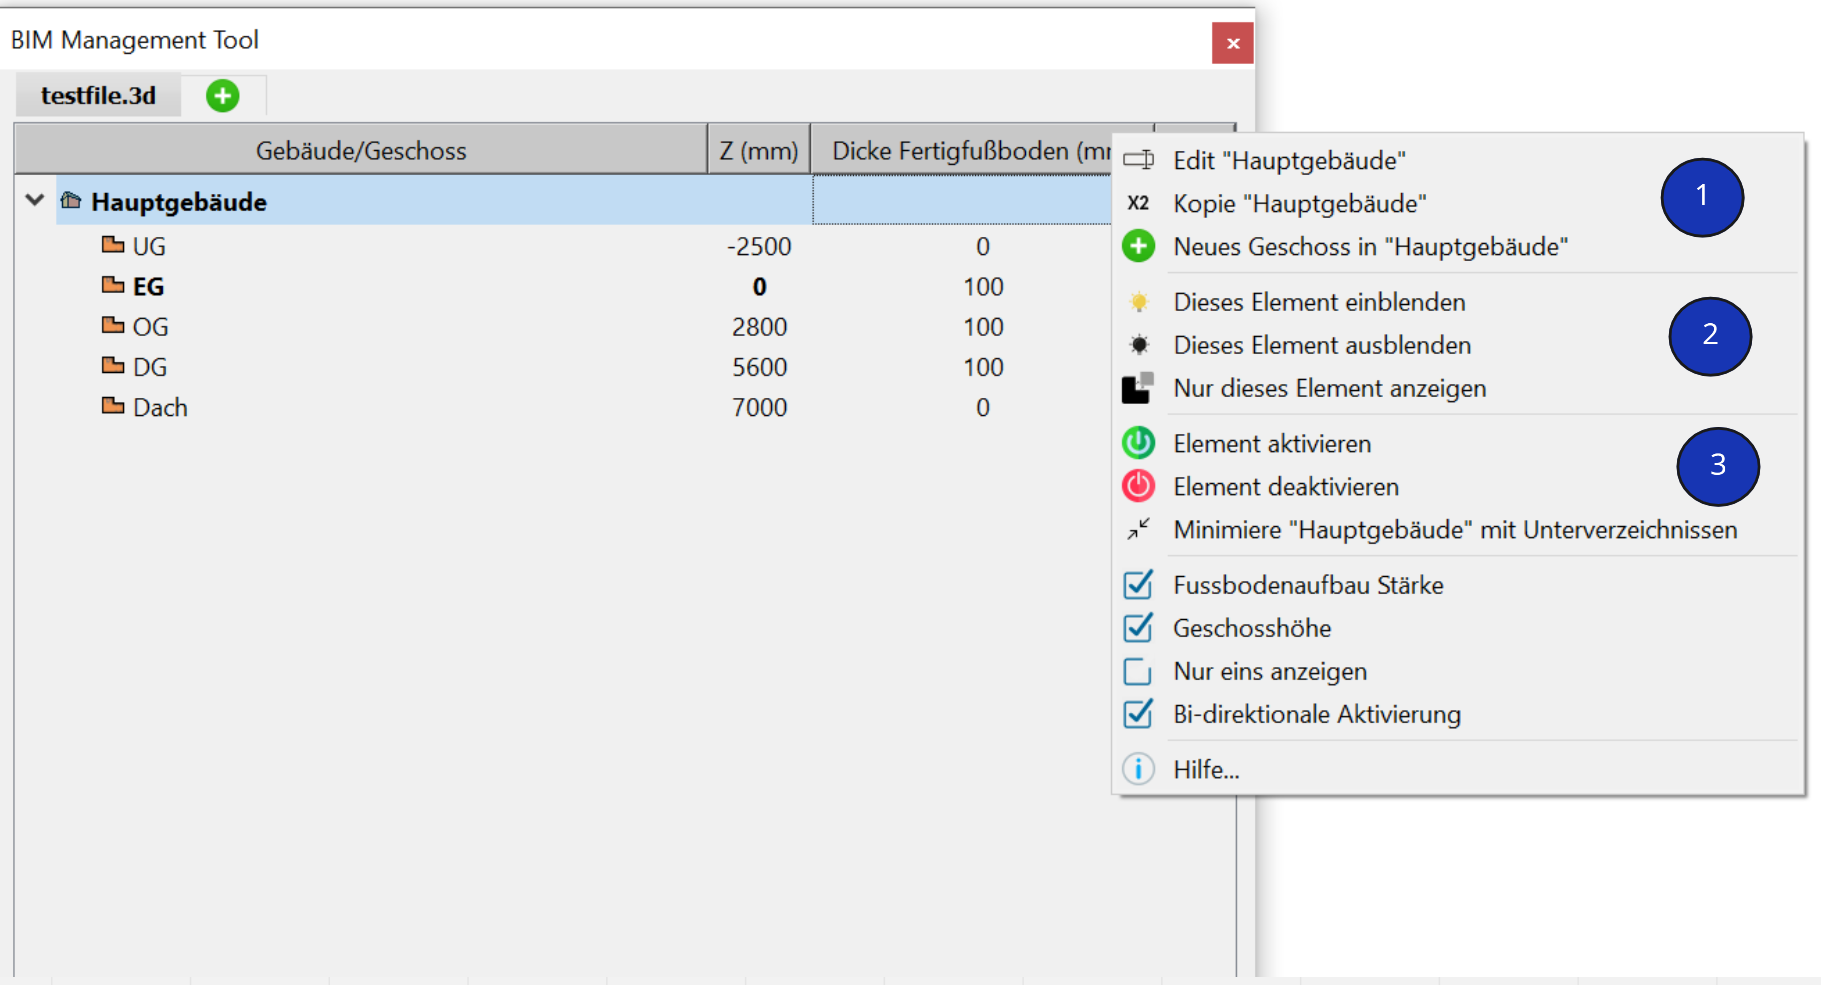 BIM Management Tool
x
testfile.3d
Gebäude/Geschoss Z (mm) Dicke Fertigfußboden
Hauptgebäude
UG -2500 0
EG 0 100
OG 2800 100
DG 5600 100
Dach 7000 0
Edit "Hauptgebäude"
X2 Kopie "Hauptgebäude"
Neues Geschoss in "Hauptgebäude"
1
Dieses Element einblenden
Dieses Element ausblenden
Nur dieses Element anzeigen
2
Element aktivieren
Element deaktivieren
Minimiere "Hauptgebäude" mit Unterverzeichnissen
3
Fussbodenaufbau Stärke
Geschosshöhe
Nur eins anzeigen
Bi-direktionale Aktivierung
Hilfe...